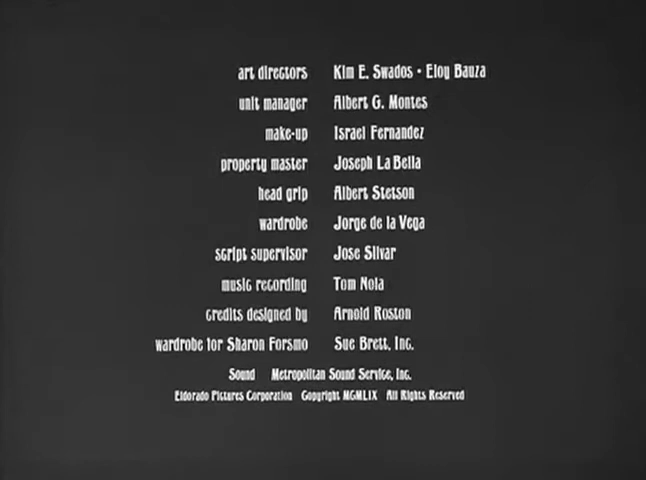 art directors Kim E. Swados • Eloy Bauza
unit manager Albert G. Montes
make-up Israel Fernandez
property master Joseph La Bella
head grip Albert Stetson
wardrobe Jorge de la Vega
script supervisor Jose Silvar
music recording Tom Nola
credits designed by Arnold Roston
wardrobe for Sharon Forsmo Sue Brett, Inc.
Sound Metropolitan Sound Service, Inc.
Eldorado Pictures Corporation Copyright MCMLIX All Rights Reserved